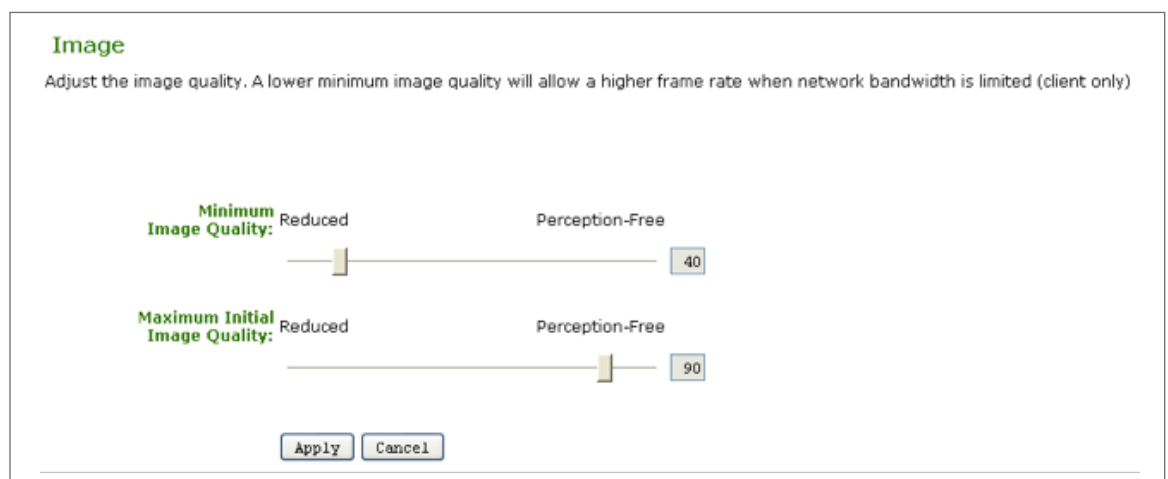 Image
Adjust the image quality. A lower minimum image quality will allow a higher frame rate when network bandwidth is limited (client only)
Minimum
Image Quality:
Reduced Perception-Free
40
Maximum Initial
Image Quality:
Reduced Perception-Free
90
Apply Cancel